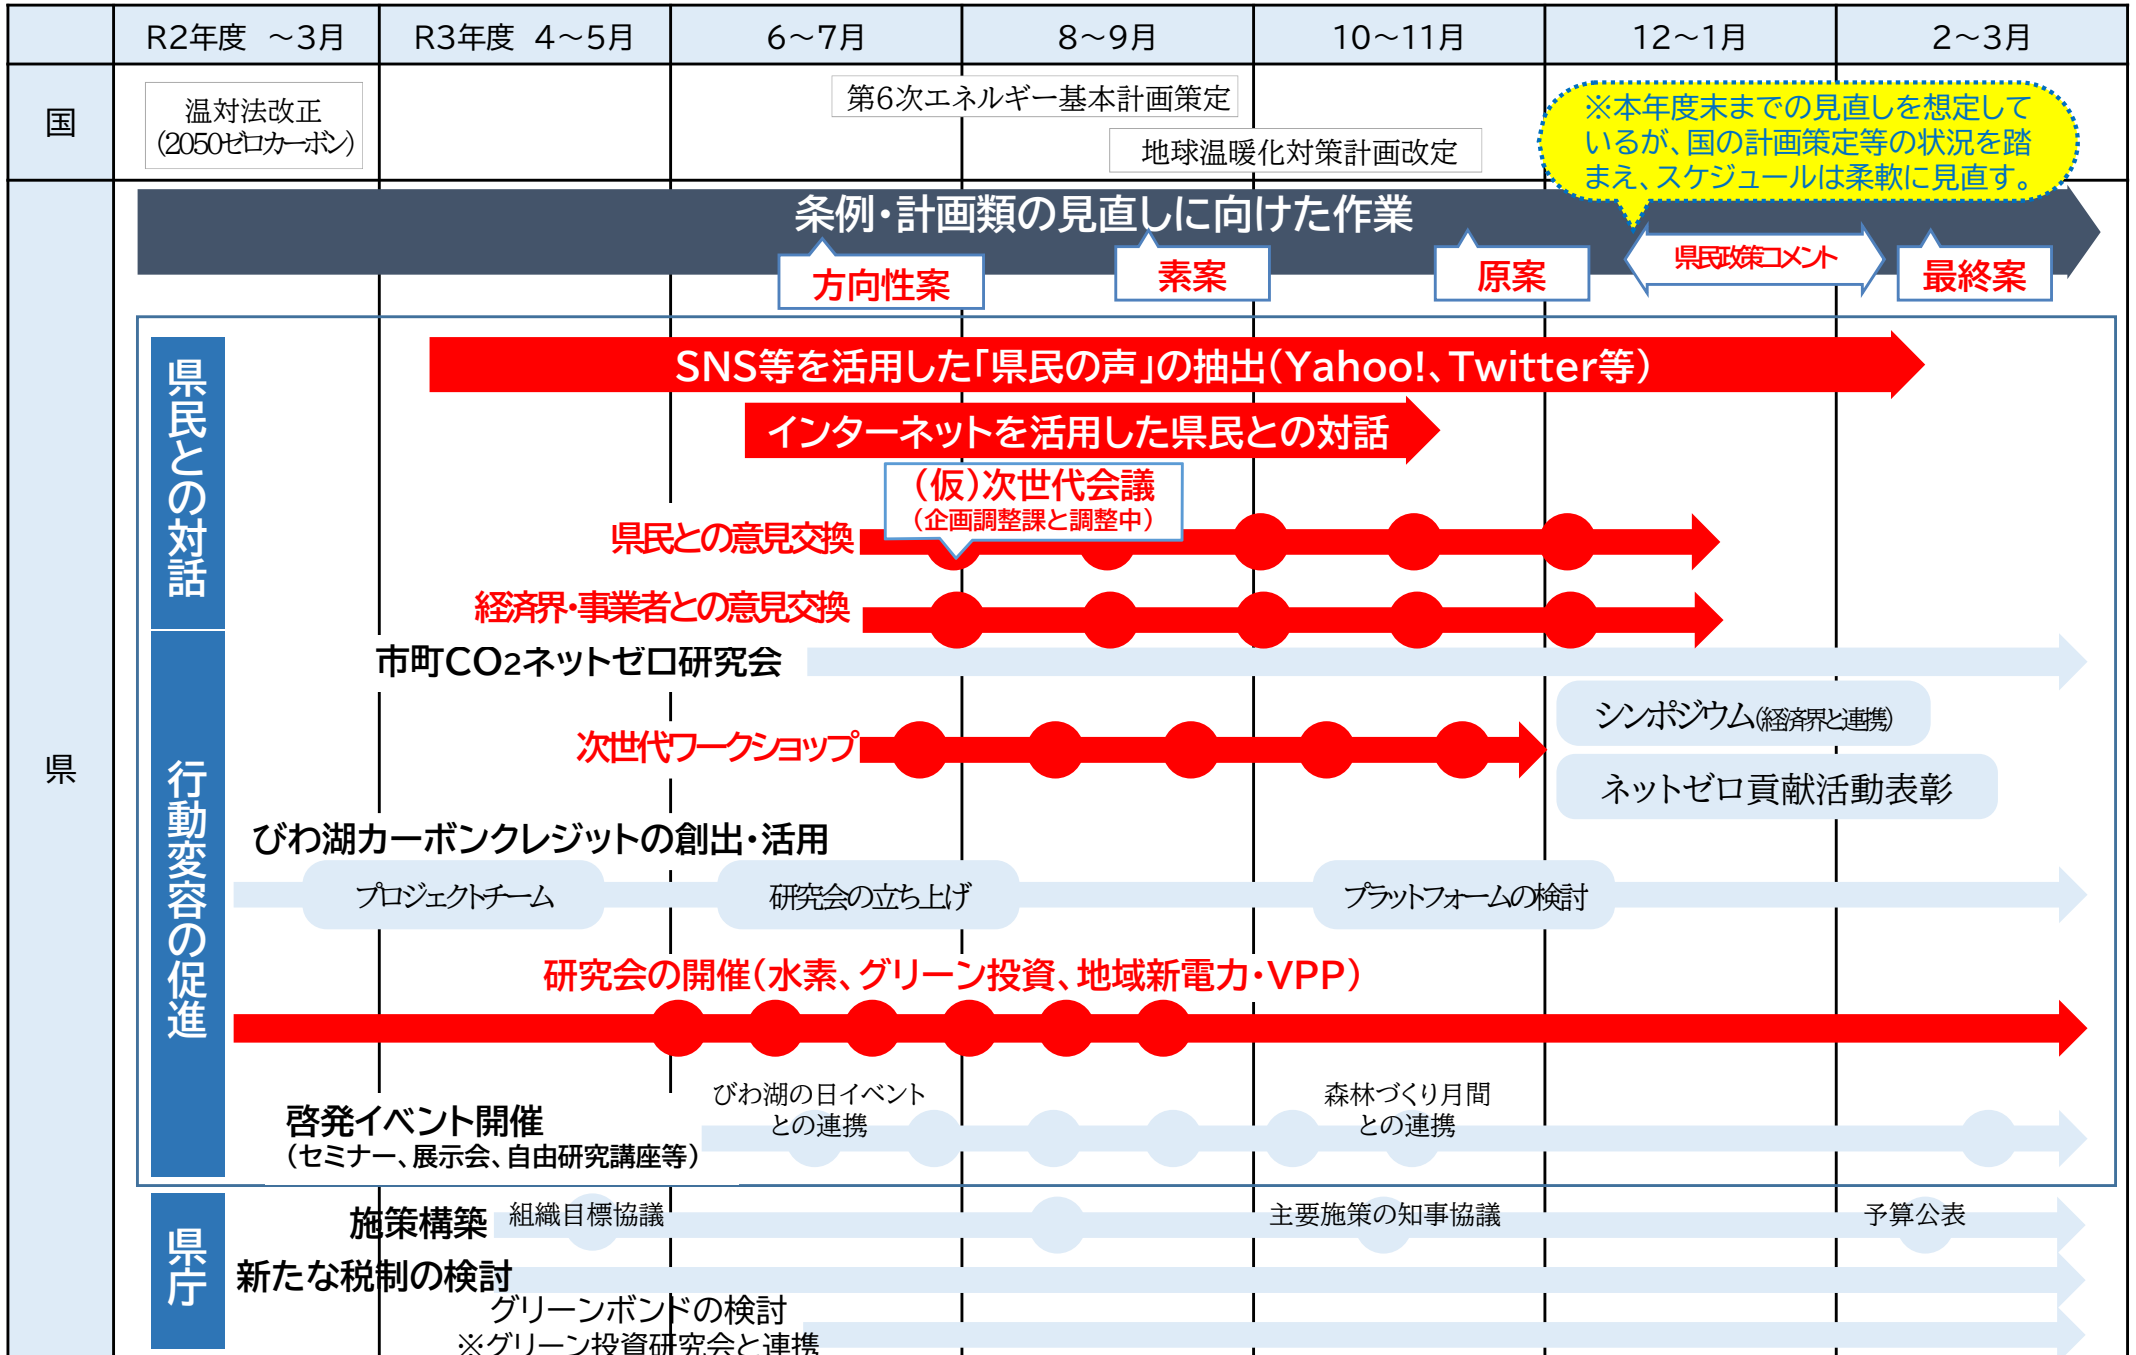 R2年度　～3月
R3年度　4～5月
6～7月
8～9月
10～11月
12～1月
2～3月
国
温対法改正
(2050ゼロカーボン)
第6次エネルギー基本計画策定
地球温暖化対策計画改定
※本年度末までの見直しを想定して
いるが、国の計画策定等の状況を踏
まえ、スケジュールは柔軟に見直す。
県
条例・計画類の見直しに向けた作業
方向性案
素案
原案
県民政策コメント
最終案
県民との対話
SNS等を活用した「県民の声」の抽出（Yahoo!、Twitter等）
インターネットを活用した県民との対話
（仮）次世代会議
（企画調整課と調整中）
県民との意見交換
経済界・事業者との意見交換
行動変容の促進
市町CO2ネットゼロ研究会
シンポジウム(経済界と連携)
次世代ワークショップ
ネットゼロ貢献活動表彰
びわ湖カーボンクレジットの創出・活用
プロジェクトチーム
研究会の立ち上げ
プラットフォームの検討
研究会の開催（水素、グリーン投資、地域新電力・VPP）
びわ湖の日イベント
との連携
森林づくり月間
との連携
啓発イベント開催
（セミナー、展示会、自由研究講座等）
県庁
施策構築
組織目標協議
主要施策の知事協議
予算公表
新たな税制の検討
グリーンボンドの検討
※グリーン投資研究会と連携